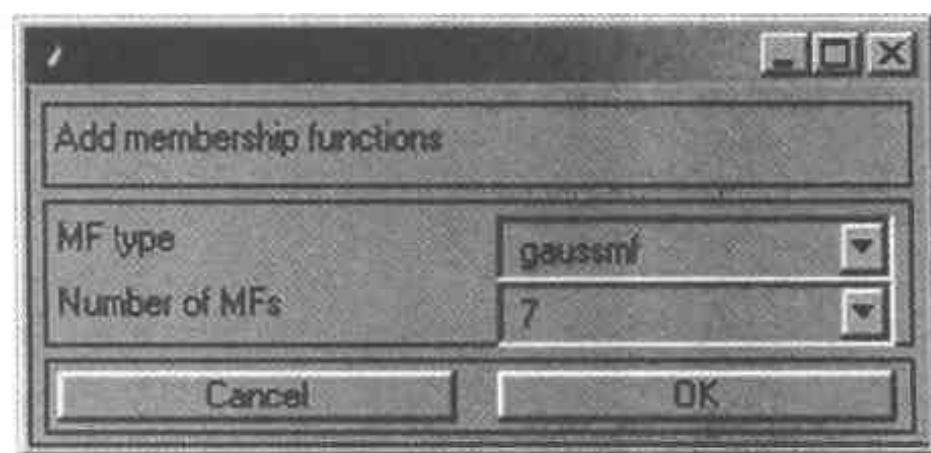 Add membership functions
MF type gaussmf
Number of MFs 7
Cancel OK